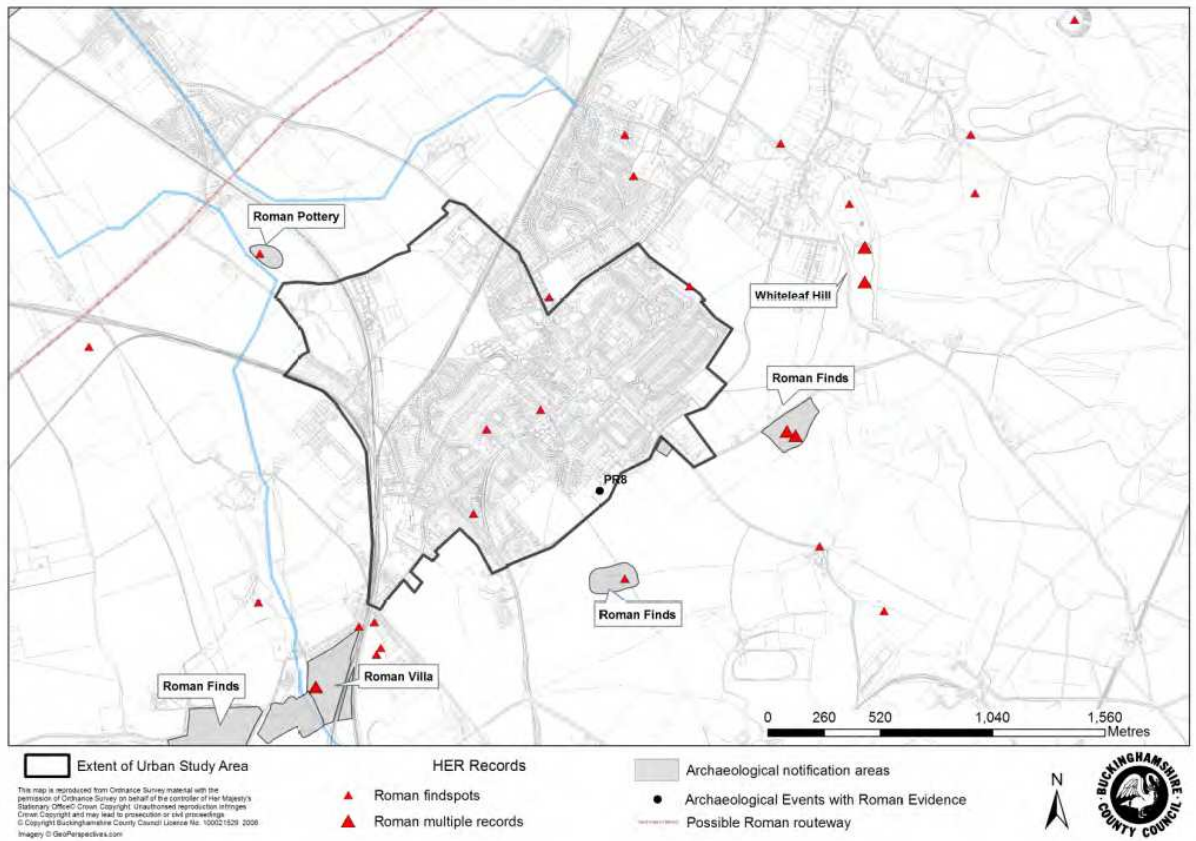 Roman Pottery
Whiteleaf Hill
Roman Finds
PR8
Roman Finds
Roman Villa
Roman Finds
0 260 520 1,040 1,560
Metres
Extent of Urban Study Area
This map is reproduced from Ordnance Survey material with the
permission of Ordnance Survey on behalf of the controller of Her Majesty's
Stationary Office© Crown Copyright. Unauthorised reproduction infringes
Crown Copyright and may lead to prosecution or civil proceedings
© Copyright Buckinghamshire County Council Licence No. 100021529 2006
Imagery © GeoPerspectives.com
HER Records
Roman findspots
Roman multiple records
Archaeological notification areas
Archaeological Events with Roman Evidence
Possible Roman routeway
N
BUCKINGHAMSHIRE
COUNTY COUNCIL